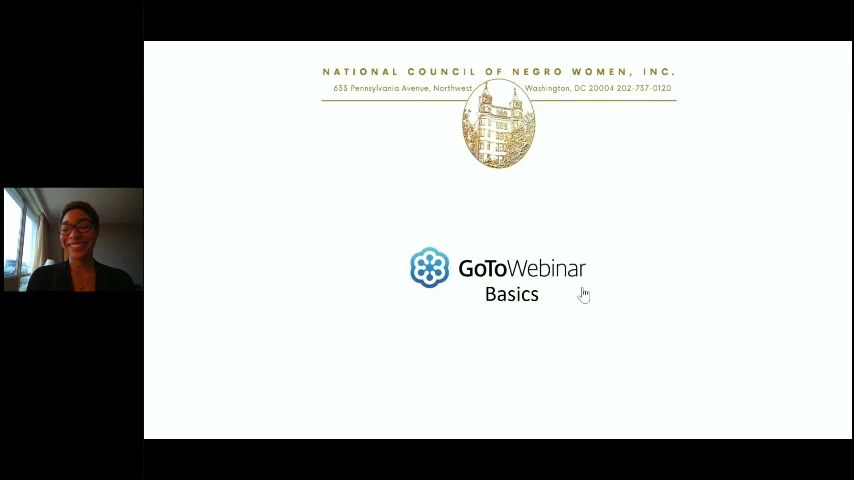 NATIONAL COUNCIL OF NEGRO WOMEN, INC.
633 Pennsylvania Avenue, Northwest Washington, DC 20004 202-737-0120
GoToWebinar
Basics